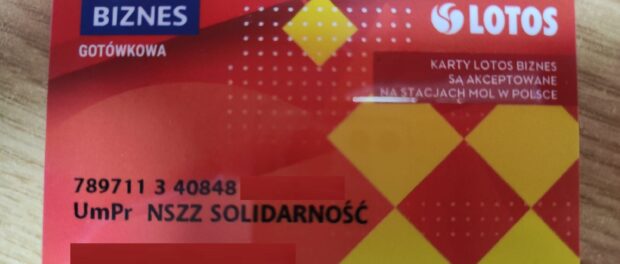 BIZNES
GOTÓWKOWA
LOTOS
KARTY LOTOS BIZNES
SĄ AKCEPTOWANE
NA STACJACH MOL W POLSCE
789711 3 40848
UmPr NSZZ SOLIDARNOŚĆ